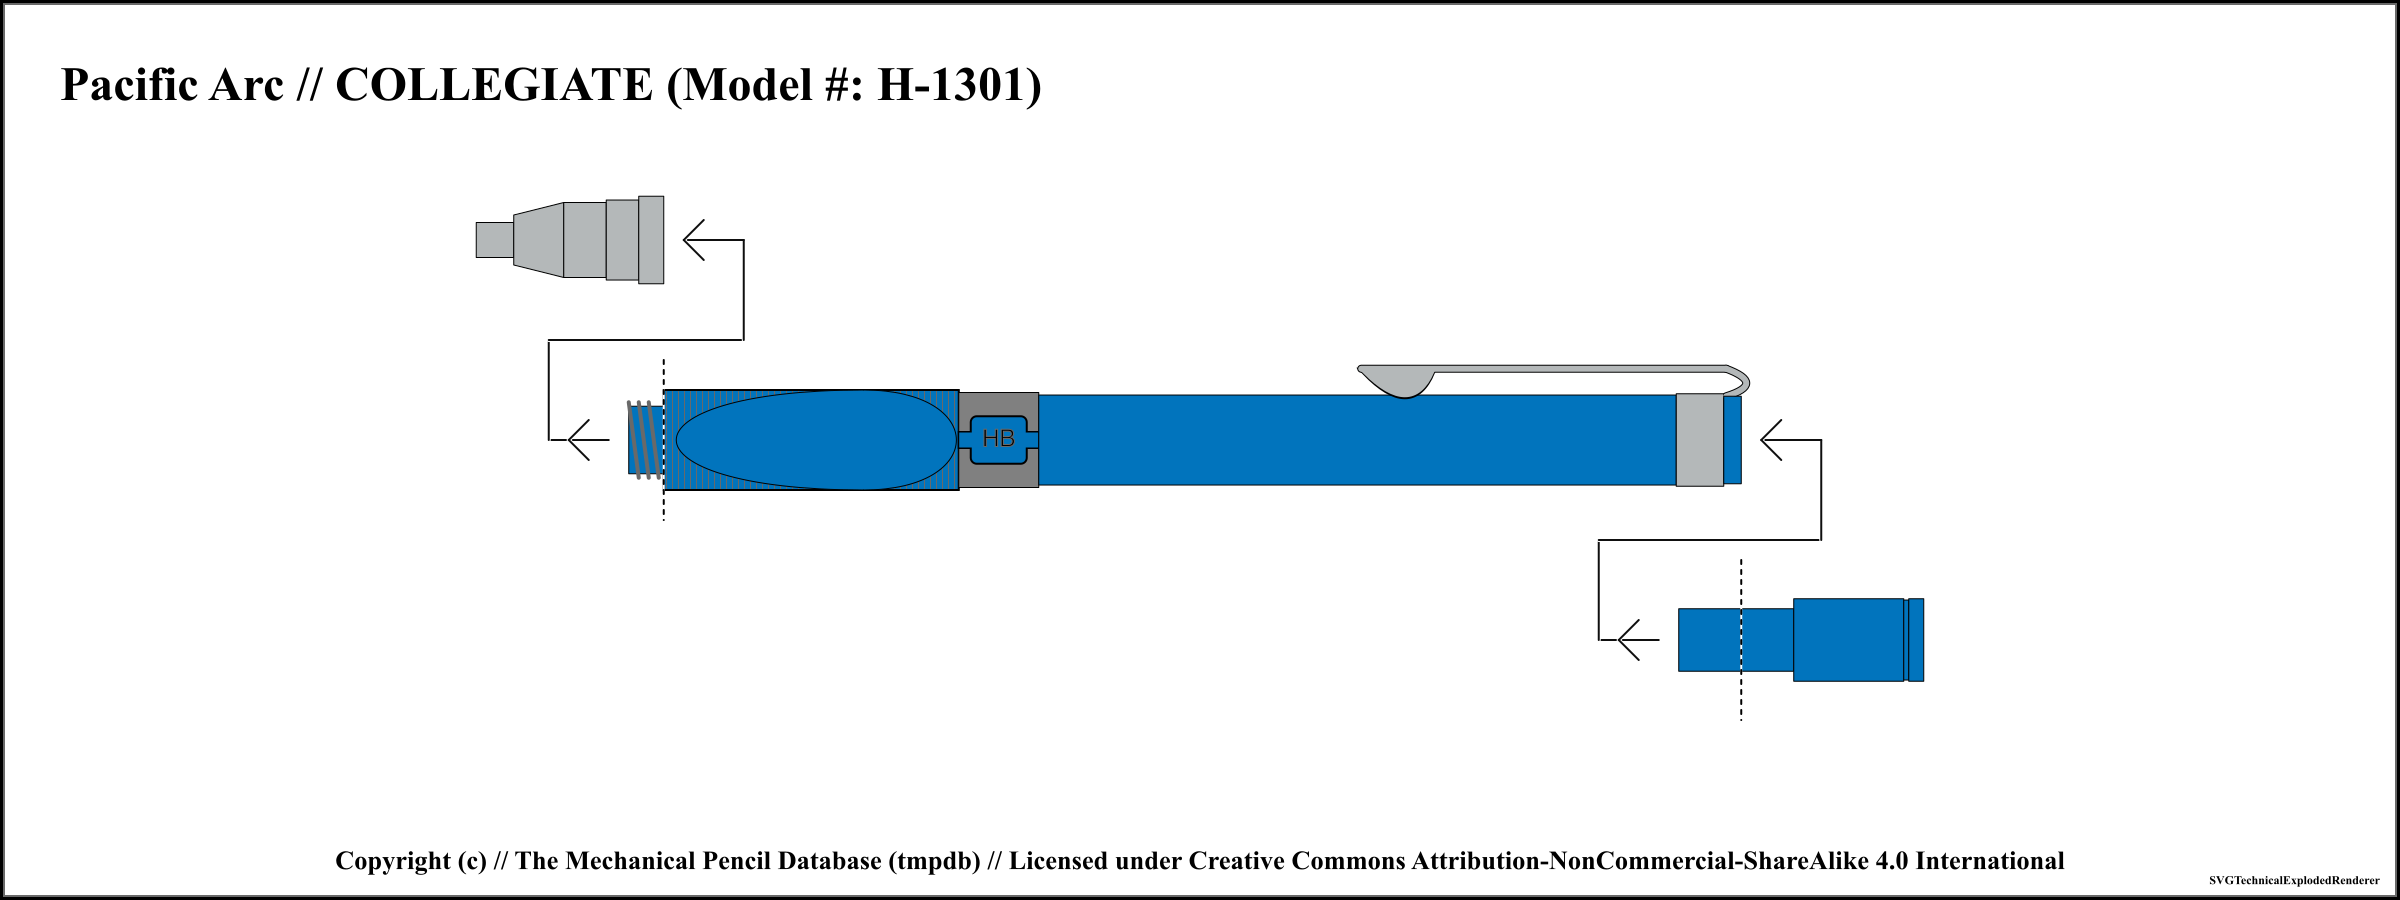 Pacific Arc // COLLEGIATE (Model #: H-1301)
HB
Copyright (c) // The Mechanical Pencil Database (tmpdb) // Licensed under Creative Commons Attribution-NonCommercial-ShareAlike 4.0 International
SVGTechnicalExplodedRenderer